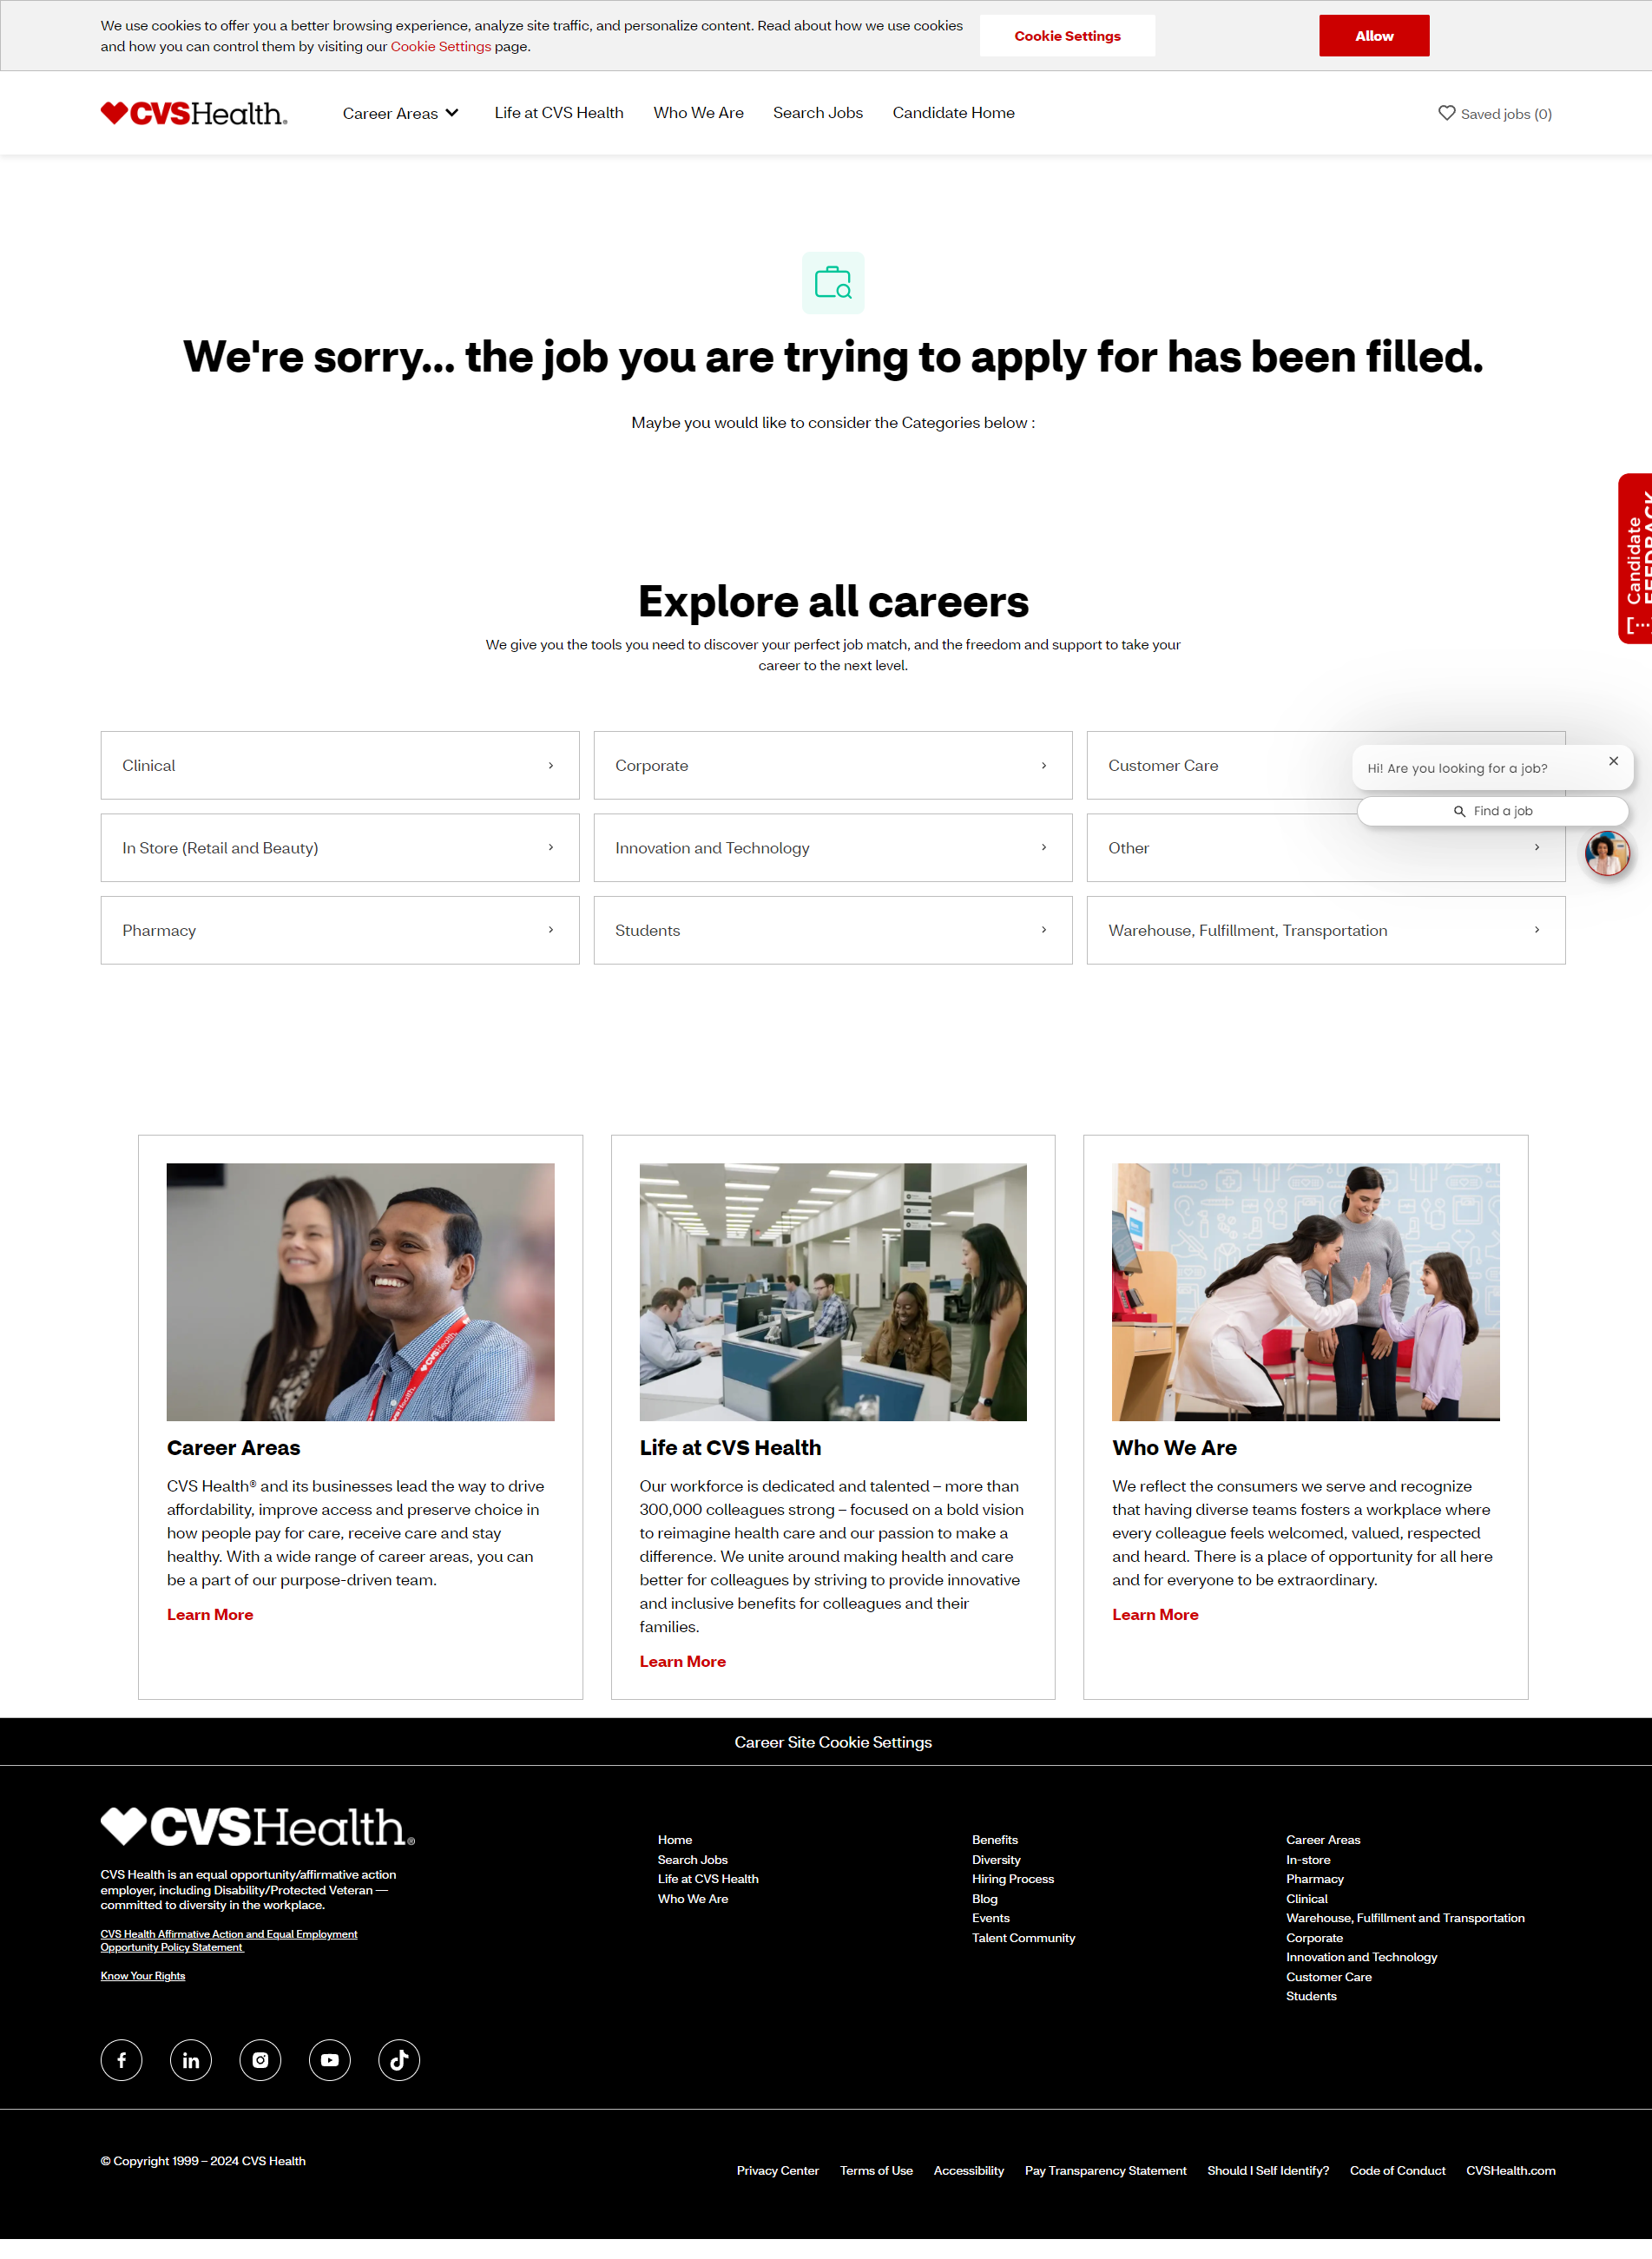 We use cookies to offer you a better browsing experience, analyze site traffic, and personalize content. Read about how we use cookies
and how you can control them by visiting our Cookie Settings page.
Cookie Settings
Allow
CVSHealth®
Career Areas
Life at CVS Health
Who We Are
Search Jobs
Candidate Home
Saved jobs (0)
We're sorry... the job you are trying to apply for has been filled.
Maybe you would like to consider the Categories below :
Candidate
FEEDBACK
[...]
Explore all careers
We give you the tools you need to discover your perfect job match, and the freedom and support to take your
career to the next level.
Clinical
Corporate
Customer Care
Hi! Are you looking for a job?
Find a job
In Store (Retail and Beauty)
Innovation and Technology
Other
Pharmacy
Students
Warehouse, Fulfillment, Transportation
Career Areas
CVS Health® and its businesses lead the way to drive
affordability, improve access and preserve choice in
how people pay for care, receive care and stay
healthy. With a wide range of career areas, you can
be a part of our purpose-driven team.
Learn More
Life at CVS Health
Our workforce is dedicated and talented – more than
300,000 colleagues strong – focused on a bold vision
to reimagine health care and our passion to make a
difference. We unite around making health and care
better for colleagues by striving to provide innovative
and inclusive benefits for colleagues and their
families.
Learn More
Who We Are
We reflect the consumers we serve and recognize
that having diverse teams fosters a workplace where
every colleague feels welcomed, valued, respected
and heard. There is a place of opportunity for all here
and for everyone to be extraordinary.
Learn More
Career Site Cookie Settings
CVSHealth®
CVS Health is an equal opportunity/affirmative action
employer, including Disability/Protected Veteran —
committed to diversity in the workplace.
CVS Health Affirmative Action and Equal Employment
Opportunity Policy Statement
Know Your Rights
Home
Search Jobs
Life at CVS Health
Who We Are
Benefits
Diversity
Hiring Process
Blog
Events
Talent Community
Career Areas
In-store
Pharmacy
Clinical
Warehouse, Fulfillment and Transportation
Corporate
Innovation and Technology
Customer Care
Students
© Copyright 1999 – 2024 CVS Health
Privacy Center
Terms of Use
Accessibility
Pay Transparency Statement
Should I Self Identify?
Code of Conduct
CVSHealth.com